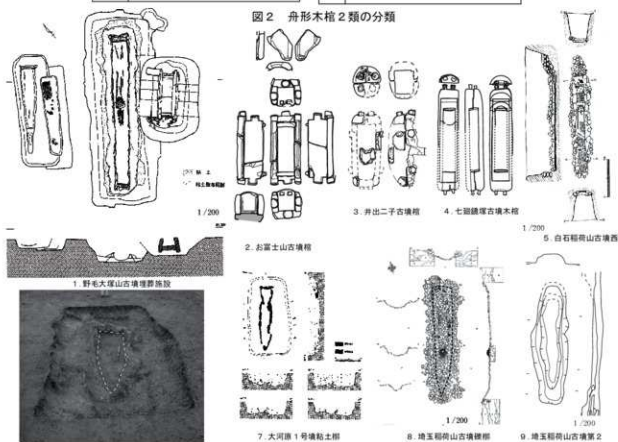 図2　舟形木棺2類の分類
1/200
1. 野毛大塚山古墳埋葬施設
2. お富士山古墳棺
3. 井出二子古墳棺
4. 七廻鏡塚古墳木棺
1/200
5. 白石稲荷山古墳西
7. 大河原1号墳粘土槨
1/200
8. 埼玉稲荷山古墳礫槨
1/200
9. 埼玉稲荷山古墳第2